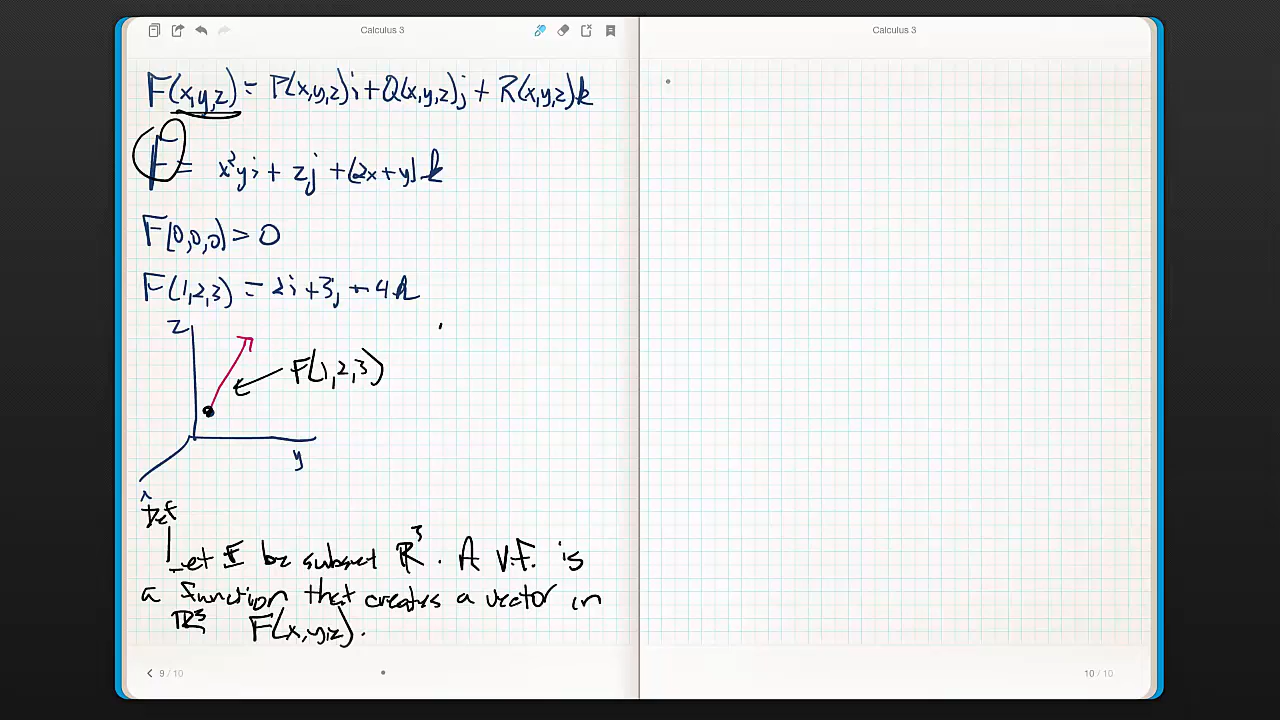 Calculus 3
F(x,y,z) = P(x,y,z)i + Q(x,y,z)j + R(x,y,z)k
F = x²yi + zj + (2x+y)k
F(0,0,0) = 0
F(1,2,3) = 2i + 3j + 4k
z
F(1,2,3)
y
Def
Let E be subset ℝ³. A V.F. is
a function that creates a vector in
ℝ³ F(x,y,z).
9 / 10
Calculus 3
10 / 10